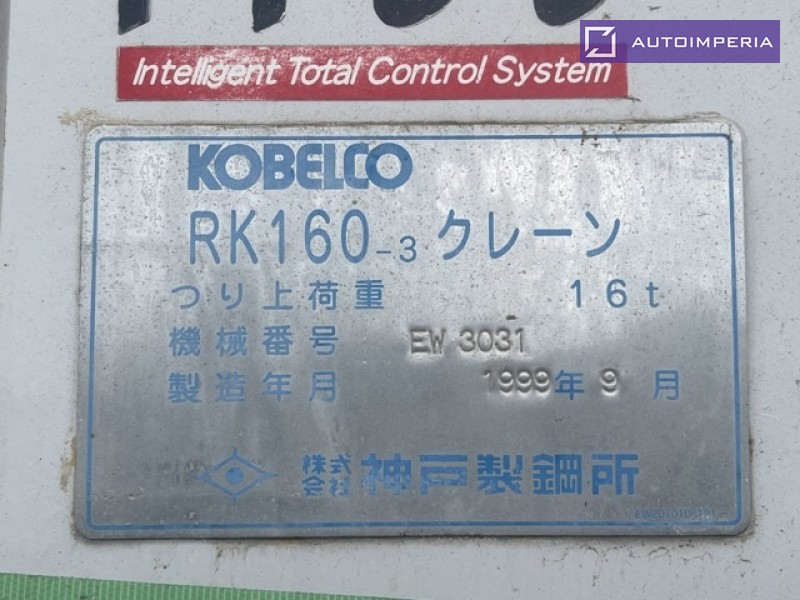 AUTOIMPERIA
Intelligent Total Control System
KOBELCO
RK160-3 クレーン
つり上荷重 16t
機械番号 EW 3031
製造年月 1999年 9月
株式会社 神戸製鋼所